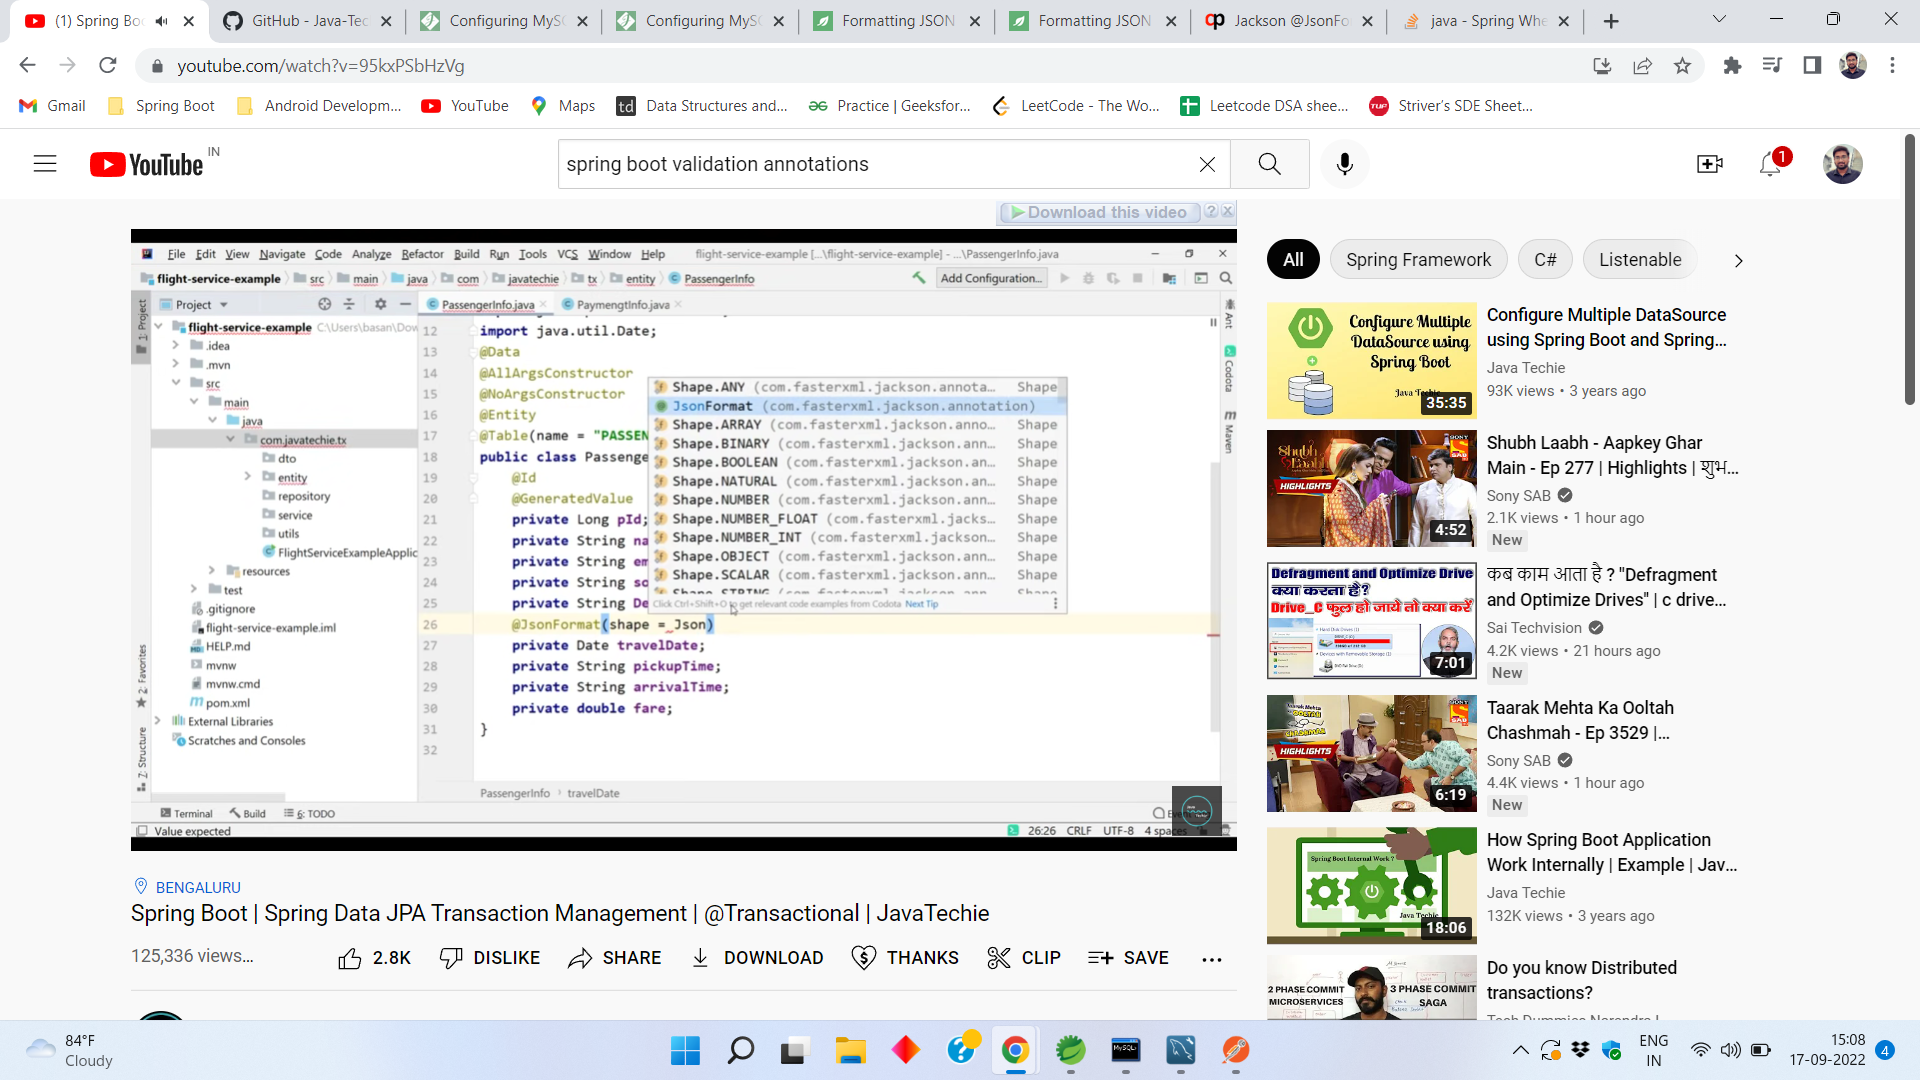 (1) Spring Bo
GitHub - Java-Tec
Configuring MySQ
Configuring MySQ
Formatting JSON
Formatting JSON
Jackson @JsonFo
java - Spring Whe
youtube.com/watch?v=95kxPSbHzVg
Gmail
Spring Boot
Android Developm...
YouTube
Maps
td
Data Structures and...
Practice | Geeksfor...
LeetCode - The Wo...
Leetcode DSA shee...
TUF
Striver's SDE Sheet...
YouTube IN
spring boot validation annotations
1
Download this video
File Edit View Navigate Code Analyze Refactor Build Run Tools VCS Window Help
flight-service-example [...\flight-service-example] - ...\PassengerInfo.java
flight-service-example src main java com javatechie tx entity PassengerInfo
Add Configuration...
1: Project
Project
flight-service-example C:\Users\basan\Dow
.idea
.mvn
src
main
java
com.javatechie.tx
dto
entity
repository
service
utils
FlightServiceExampleApplic
resources
test
.gitignore
flight-service-example.iml
HELP.md
mvnw
mvnw.cmd
pom.xml
External Libraries
Scratches and Consoles
2: Favorites
7: Structure
PassengerInfo.java
PaymengtInfo.java
12 import java.util.Date;
13 @Data
14 @AllArgsConstructor
15 @NoArgsConstructor
16 @Entity
17 @Table(name = "PASSEN
18 public class Passenge
19 @Id
20 @GeneratedValue
21 private Long pId;
22 private String na
23 private String em
24 private String so
25 private String De
26 @JsonFormat(shape = Json)
27 private Date travelDate;
28 private String pickupTime;
29 private String arrivalTime;
30 private double fare;
31 }
32
Shape.ANY (com.fasterxml.jackson.annota... Shape
JsonFormat (com.fasterxml.jackson.annotation)
Shape.ARRAY (com.fasterxml.jackson.anno... Shape
Shape.BINARY (com.fasterxml.jackson.ann... Shape
Shape.BOOLEAN (com.fasterxml.jackson.an... Shape
Shape.NATURAL (com.fasterxml.jackson.an... Shape
Shape.NUMBER (com.fasterxml.jackson.ann... Shape
Shape.NUMBER_FLOAT (com.fasterxml.jacks... Shape
Shape.NUMBER_INT (com.fasterxml.jackson... Shape
Shape.OBJECT (com.fasterxml.jackson.ann... Shape
Shape.SCALAR (com.fasterxml.jackson.ann... Shape
Click Ctrl+Shift+O to get relevant code examples from Codota Next Tip
Ant
Codota
Maven
PassengerInfo travelDate
Terminal Build 6: TODO
Value expected
26:26 CRLF UTF-8 4 spaces
BENGALURU
Spring Boot | Spring Data JPA Transaction Management | @Transactional | JavaTechie
125,336 views...
2.8K DISLIKE SHARE DOWNLOAD THANKS CLIP SAVE
All
Spring Framework
C#
Listenable
Configure Multiple
DataSource using
Spring Boot
Java Techie
35:35
Configure Multiple DataSource
using Spring Boot and Spring...
Java Techie
93K views • 3 years ago
HIGHLIGHTS
4:52
Shubh Laabh - Aapkey Ghar
Main - Ep 277 | Highlights | शुभ...
Sony SAB
2.1K views • 1 hour ago
New
Defragment and Optimize Drive
क्या करता है?
Drive_C फुल हो जाये तो क्या करें
7:01
कब काम आता है ? "Defragment
and Optimize Drives" | c drive...
Sai Techvision
4.2K views • 21 hours ago
New
HIGHLIGHTS
6:19
Taarak Mehta Ka Ooltah
Chashmah - Ep 3529 |...
Sony SAB
4.4K views • 1 hour ago
New
Spring Boot Internal Work ?
Java Techie
18:06
How Spring Boot Application
Work Internally | Example | Jav...
Java Techie
132K views • 3 years ago
2 PHASE COMMIT
MICROSERVICES
3 PHASE COMMIT
SAGA
Do you know Distributed
transactions?
84°F
Cloudy
ENG
IN
15:08
17-09-2022
4